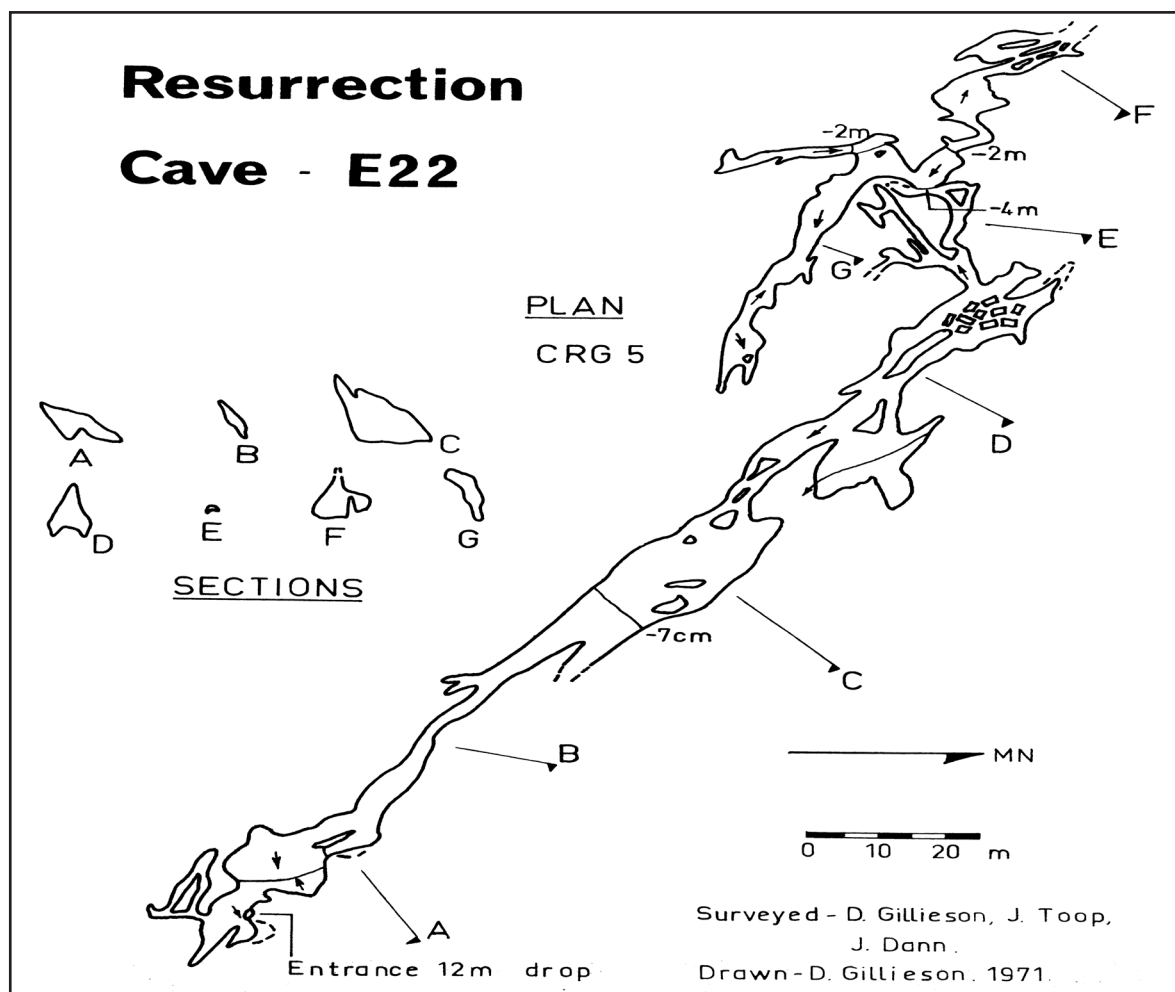 Resurrection
Cave - E22
F
-2m
-2m
-4m
E
G
PLAN
CRG 5
A
B
C
D
D
E
F
G
SECTIONS
-7cm
C
B
MN
0 10 20 m
A
Entrance 12m drop
Surveyed - D. Gillieson, J. Toop,
J. Dann.
Drawn-D. Gillieson. 1971.